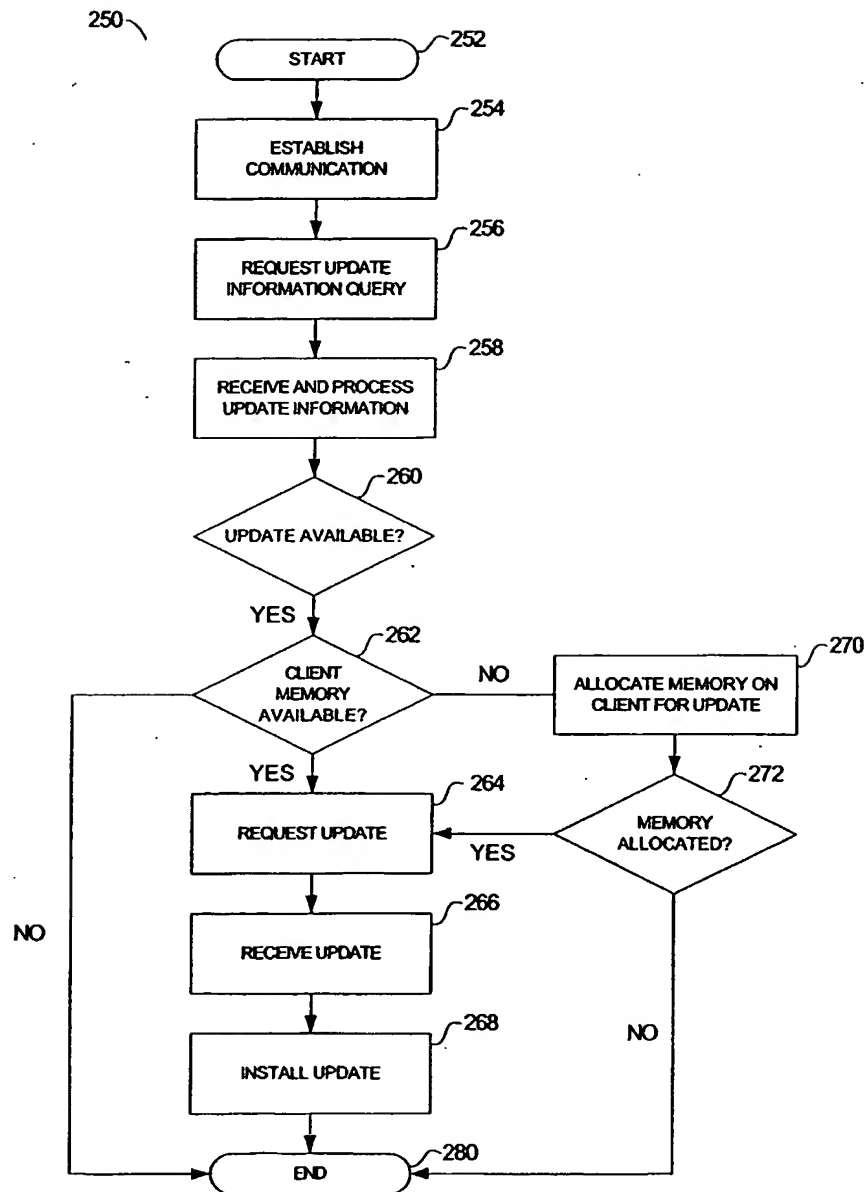 250
START
252
254
ESTABLISH
COMMUNICATION
256
REQUEST UPDATE
INFORMATION QUERY
258
RECEIVE AND PROCESS
UPDATE INFORMATION
260
UPDATE AVAILABLE?
YES
262
CLIENT
MEMORY
AVAILABLE?
NO
270
ALLOCATE MEMORY ON
CLIENT FOR UPDATE
YES
264
REQUEST UPDATE
272
MEMORY
ALLOCATED?
YES
266
RECEIVE UPDATE
NO
268
INSTALL UPDATE
NO
280
END